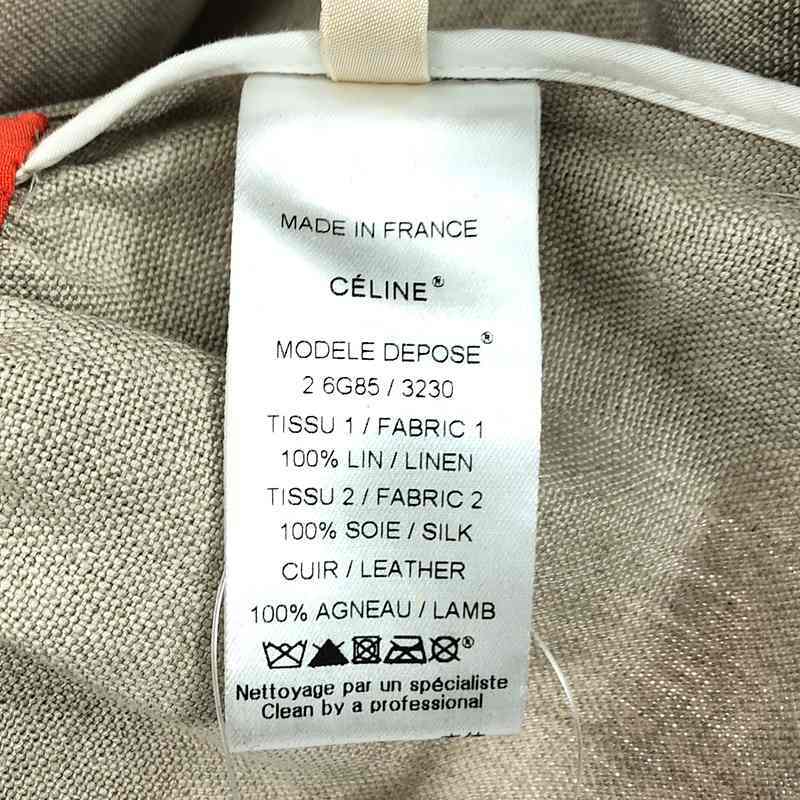 MADE IN FRANCE
CÉLINE®
MODELE DEPOSE®
2 6G85 / 3230
TISSU 1 / FABRIC 1
100% LIN / LINEN
TISSU 2 / FABRIC 2
100% SOIE / SILK
CUIR / LEATHER
100% AGNEAU / LAMB
®
Nettoyage par un spécialiste
Clean by a professional